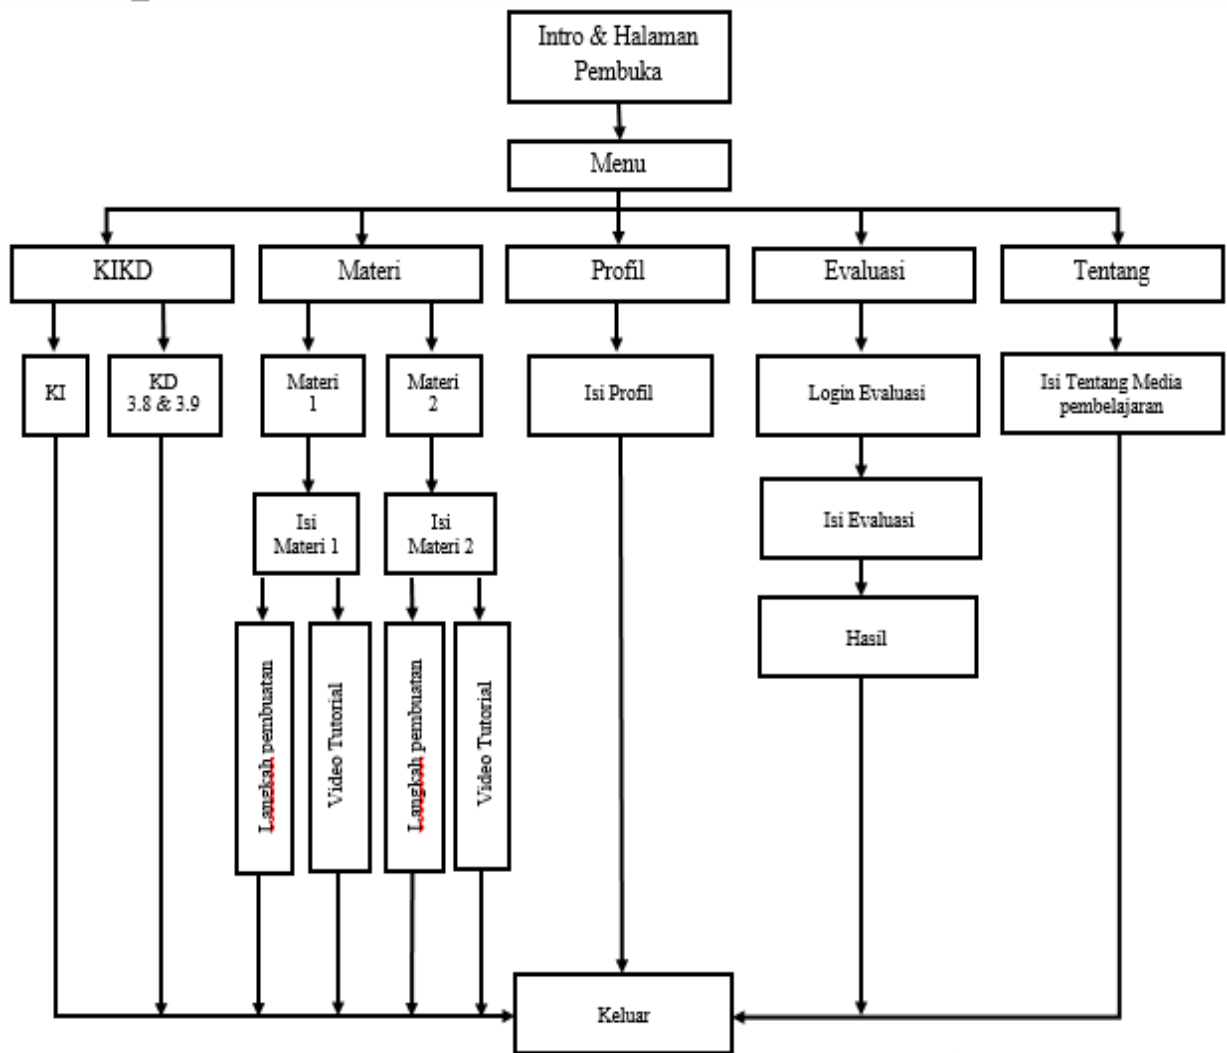 Intro & Halaman
Pembuka
Menu
KIKD
Materi
Profil
Evaluasi
Tentang
KI
KD
3.8 & 3.9
Materi
1
Materi
2
Isi Profil
Login Evaluasi
Isi Tentang Media
pembelajaran
Isi
Materi 1
Isi
Materi 2
Isi Evaluasi
Hasil
Langkah pembuatan
Video Tutorial
Langkah pembuatan
Video Tutorial
Keluar